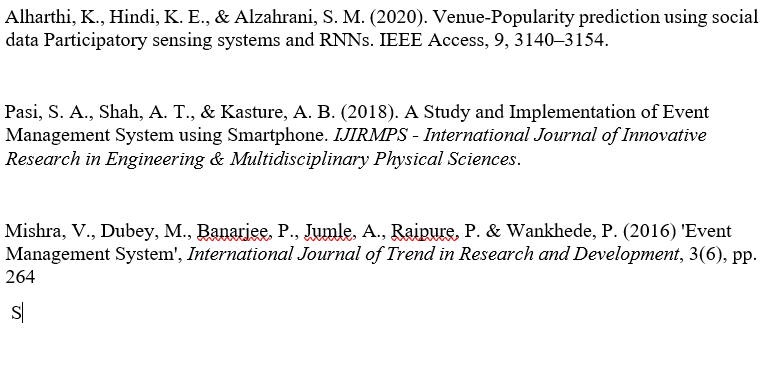 Alharthi, K., Hindi, K. E., & Alzahrani, S. M. (2020). Venue-Popularity prediction using social
data Participatory sensing systems and RNNs. IEEE Access, 9, 3140–3154.
Pasi, S. A., Shah, A. T., & Kasture, A. B. (2018). A Study and Implementation of Event
Management System using Smartphone. IJIRMPS - International Journal of Innovative
Research in Engineering & Multidisciplinary Physical Sciences.
Mishra, V., Dubey, M., Banarjee, P., Jumle, A., Raipure, P. & Wankhede, P. (2016) 'Event
Management System', International Journal of Trend in Research and Development, 3(6), pp.
264
S